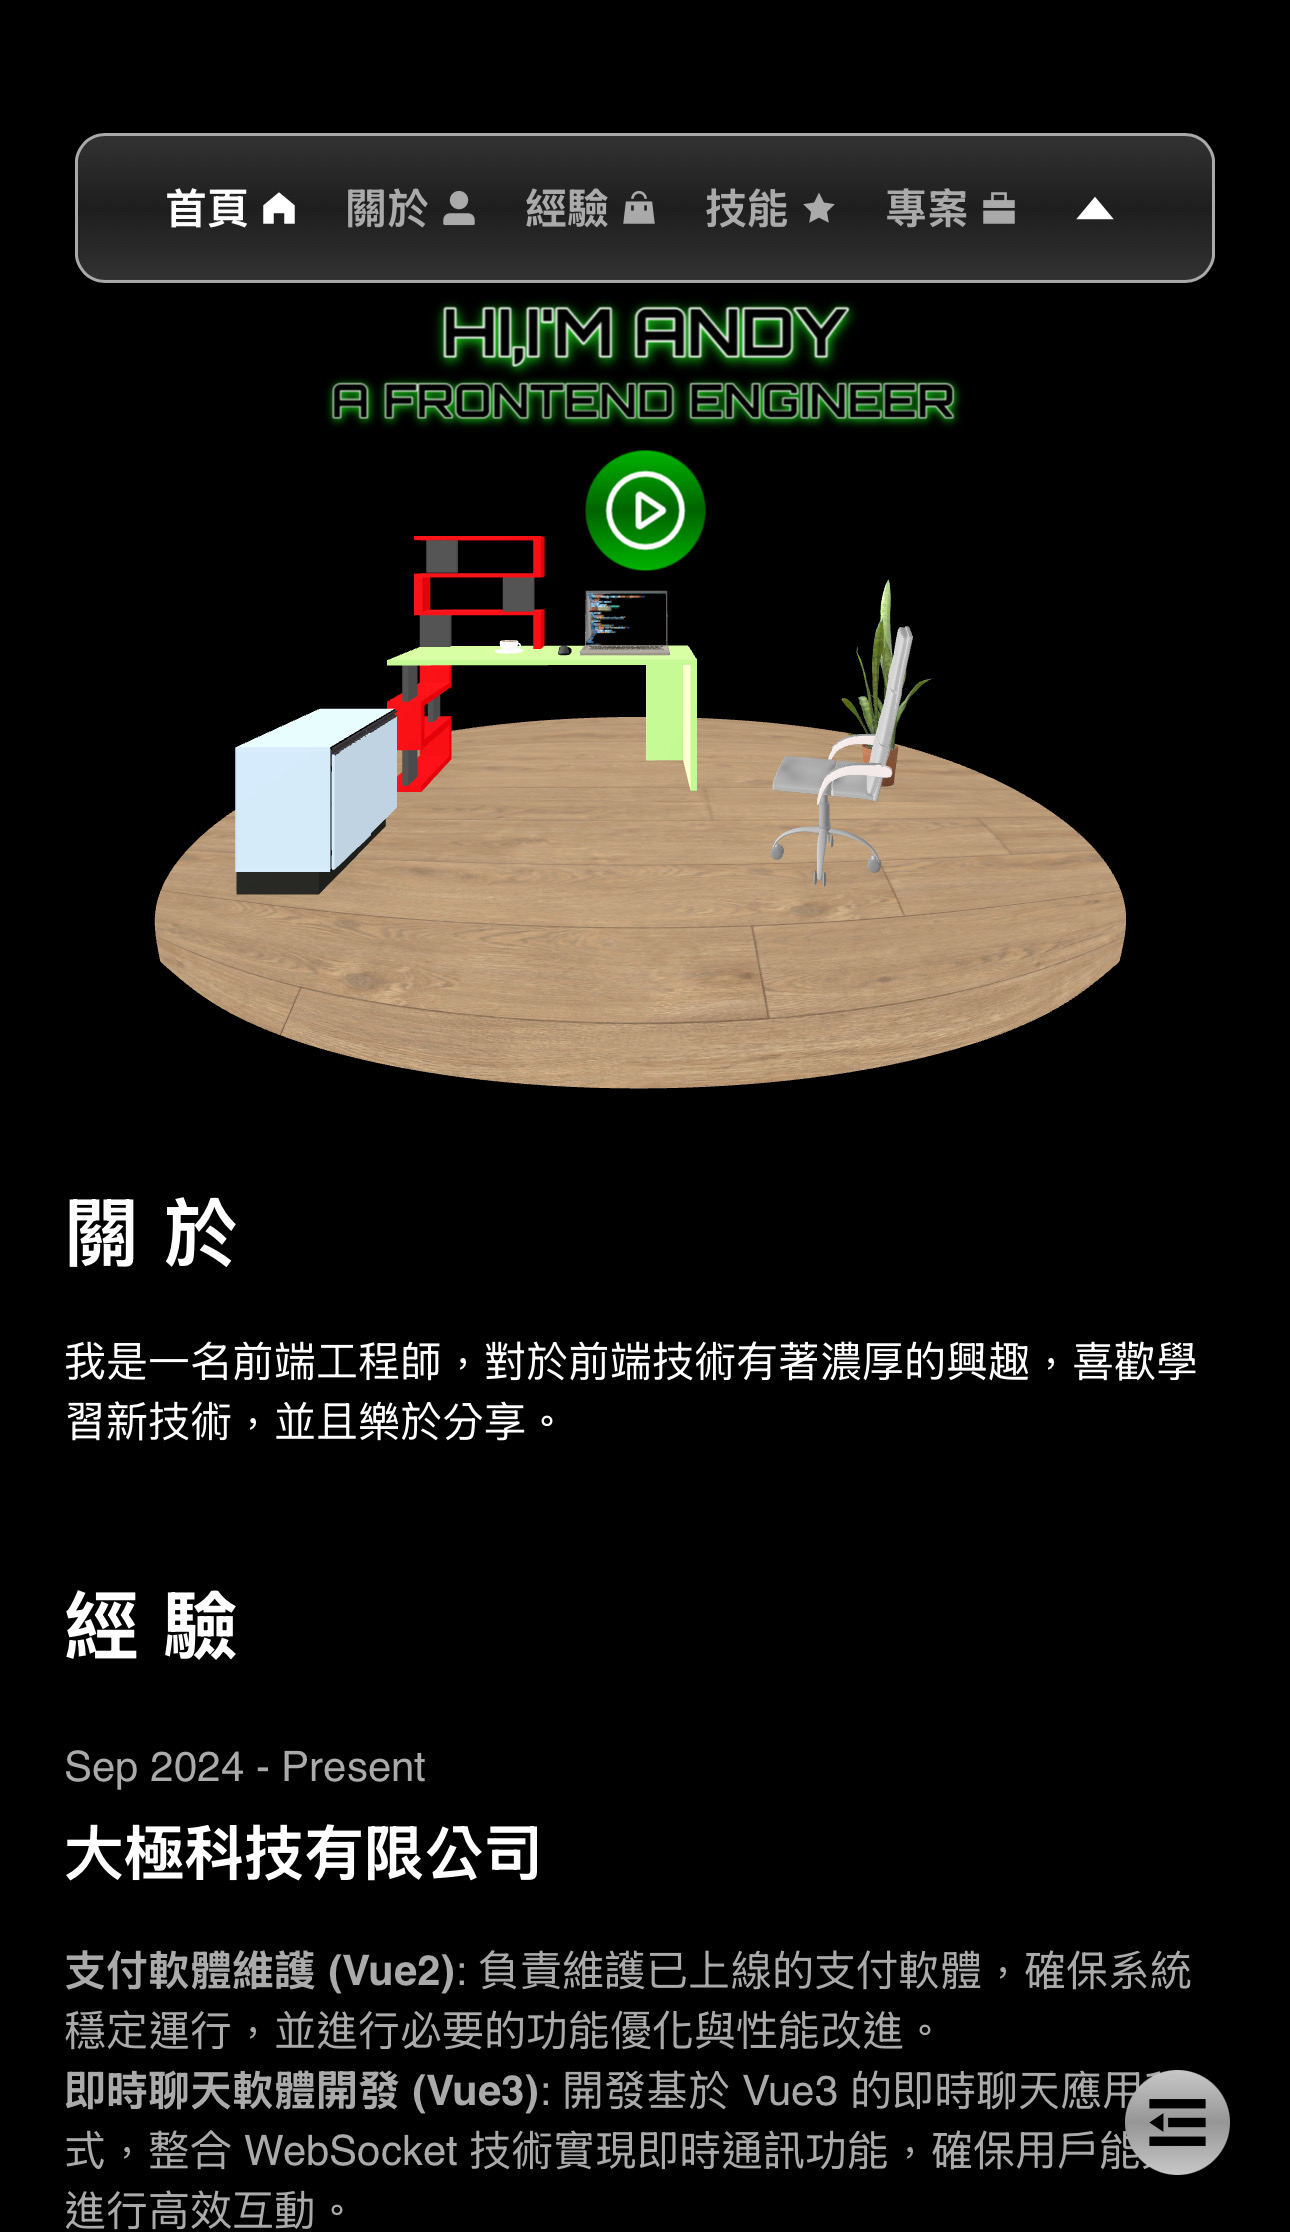 首頁 關於 經驗 技能 專案
HI,I'M ANDY
A FRONTEND ENGINEER
關於
我是一名前端工程師，對於前端技術有著濃厚的興趣，喜歡學
習新技術，並且樂於分享。
經驗
Sep 2024 - Present
大極科技有限公司
支付軟體維護 (Vue2): 負責維護已上線的支付軟體，確保系統
穩定運行，並進行必要的功能優化與性能改進。
即時聊天軟體開發 (Vue3): 開發基於 Vue3 的即時聊天應用
式，整合 WebSocket 技術實現即時通訊功能，確保用戶能
進行高效互動。